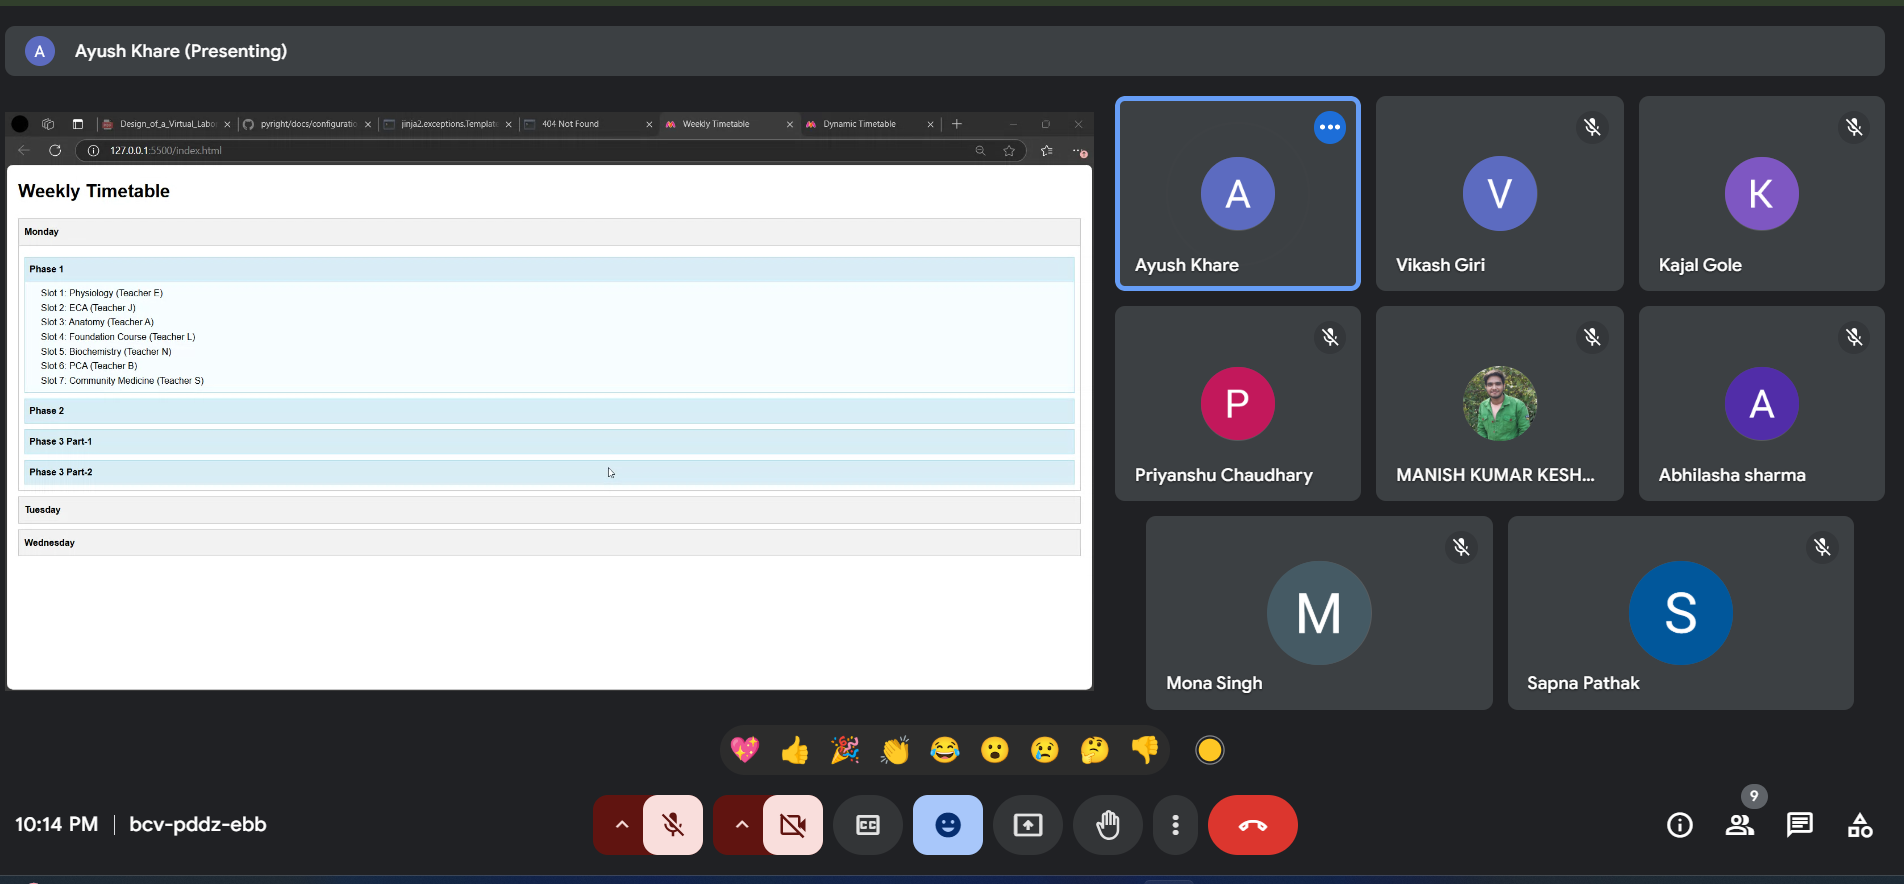 A Ayush Khare (Presenting)
Design_of_a_Virtual_Labo
pyright/docs/configuratio
jinja2.exceptions.Templat
404 Not Found
Weekly Timetable
Dynamic Timetable
127.0.0.1:5500/index.html
Weekly Timetable
Monday
Phase 1
Slot 1: Physiology (Teacher E)
Slot 2: ECA (Teacher J)
Slot 3: Anatomy (Teacher A)
Slot 4: Foundation Course (Teacher L)
Slot 5: Biochemistry (Teacher N)
Slot 6: PCA (Teacher B)
Slot 7: Community Medicine (Teacher S)
Phase 2
Phase 3 Part-1
Phase 3 Part-2
Tuesday
Wednesday
A
Ayush Khare
V
Vikash Giri
K
Kajal Gole
P
Priyanshu Chaudhary
MANISH KUMAR KESH...
A
Abhilasha sharma
M
Mona Singh
S
Sapna Pathak
10:14 PM | bcv-pddz-ebb
CC
9